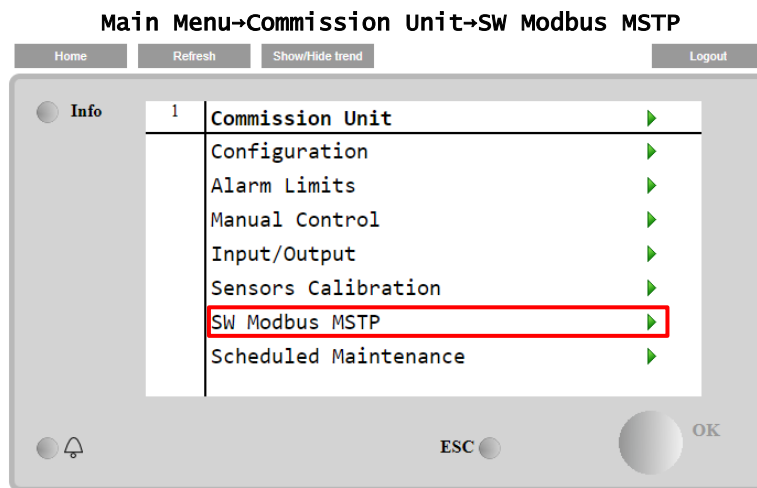 Main Menu→Commission Unit→SW Modbus MSTP
Home Refresh Show/Hide trend Logout
Info
1 Commission Unit
Configuration
Alarm Limits
Manual Control
Input/Output
Sensors Calibration
SW Modbus MSTP
Scheduled Maintenance
ESC OK